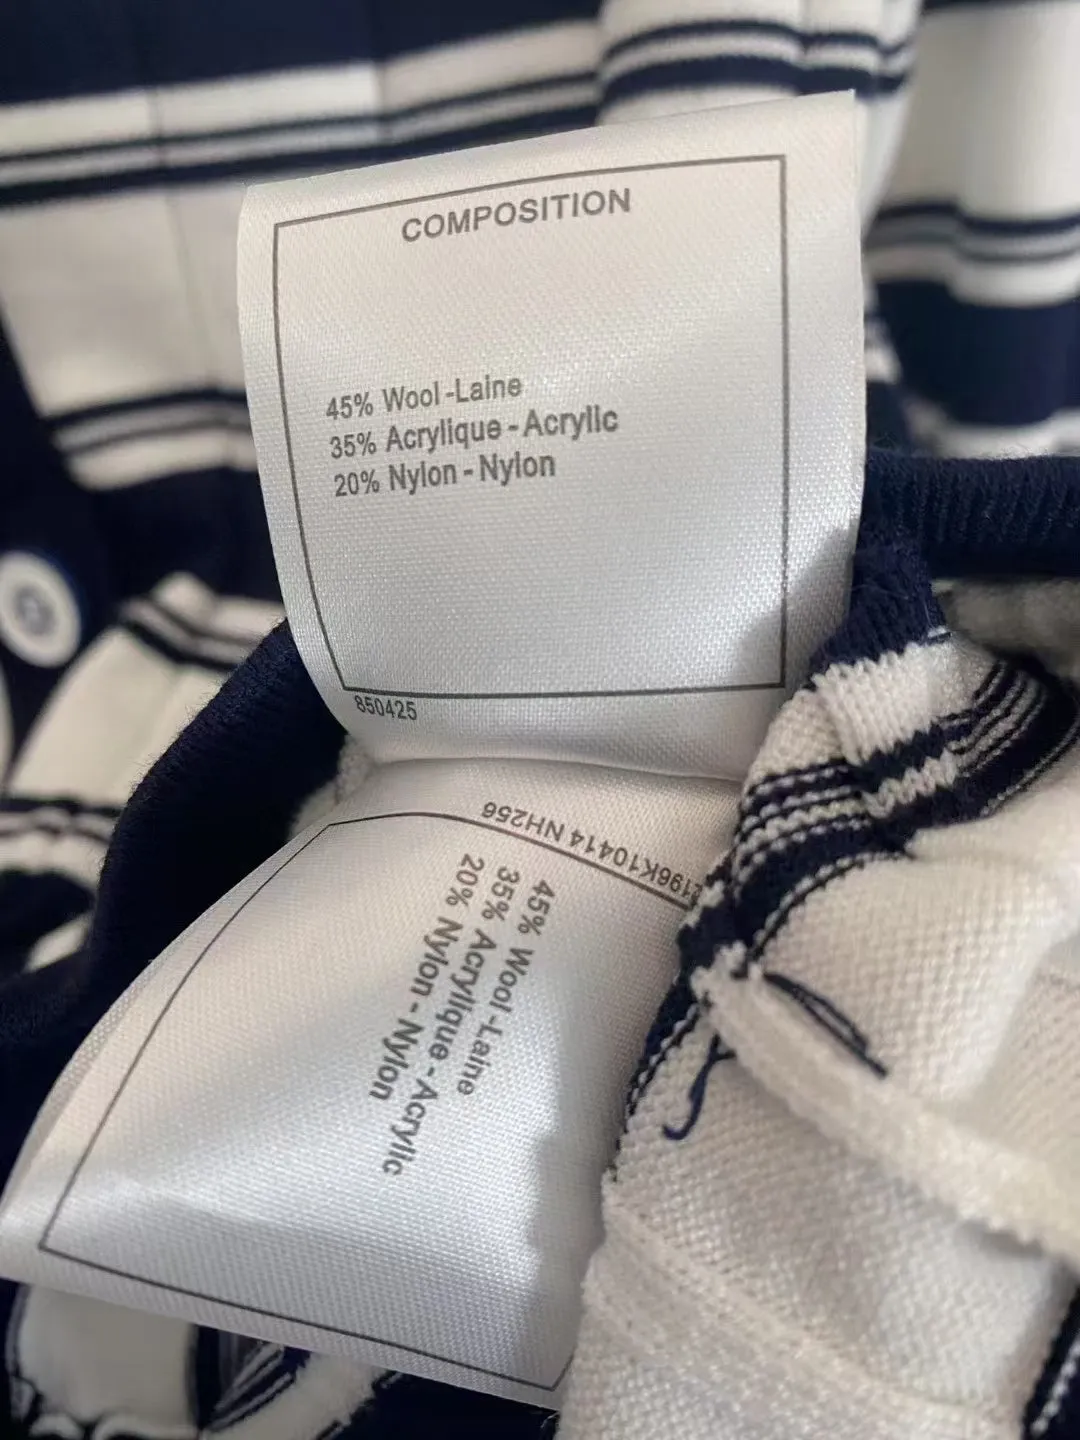 COMPOSITION
45% Wool-Laine
35% Acrylique-Acrylic
20% Nylon-Nylon
850425
NH256
45% Wool-Laine
35% Acrylique-Acrylic
20% Nylon-Nylon